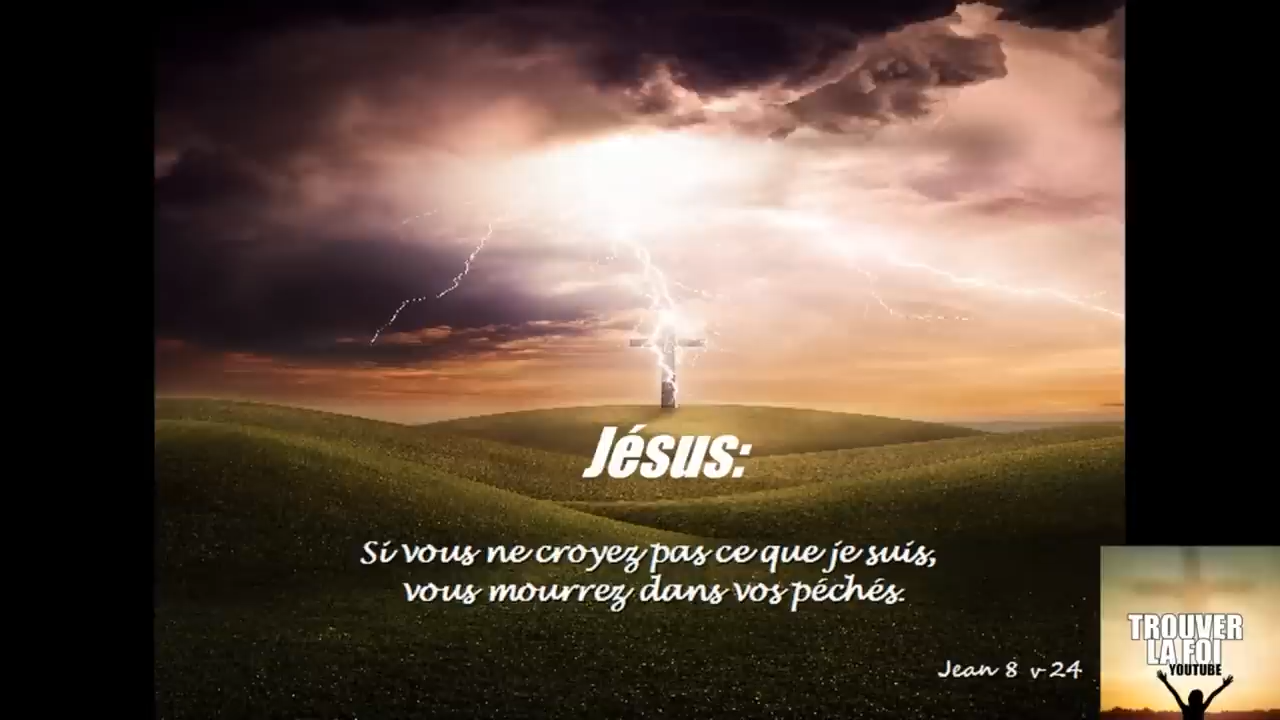 Jésus:
Si vous ne croyez pas ce que je suis,
vous mourrez dans vos péchés.
Jean 8 v 24
TROUVER
LA FOI
YOUTUBE